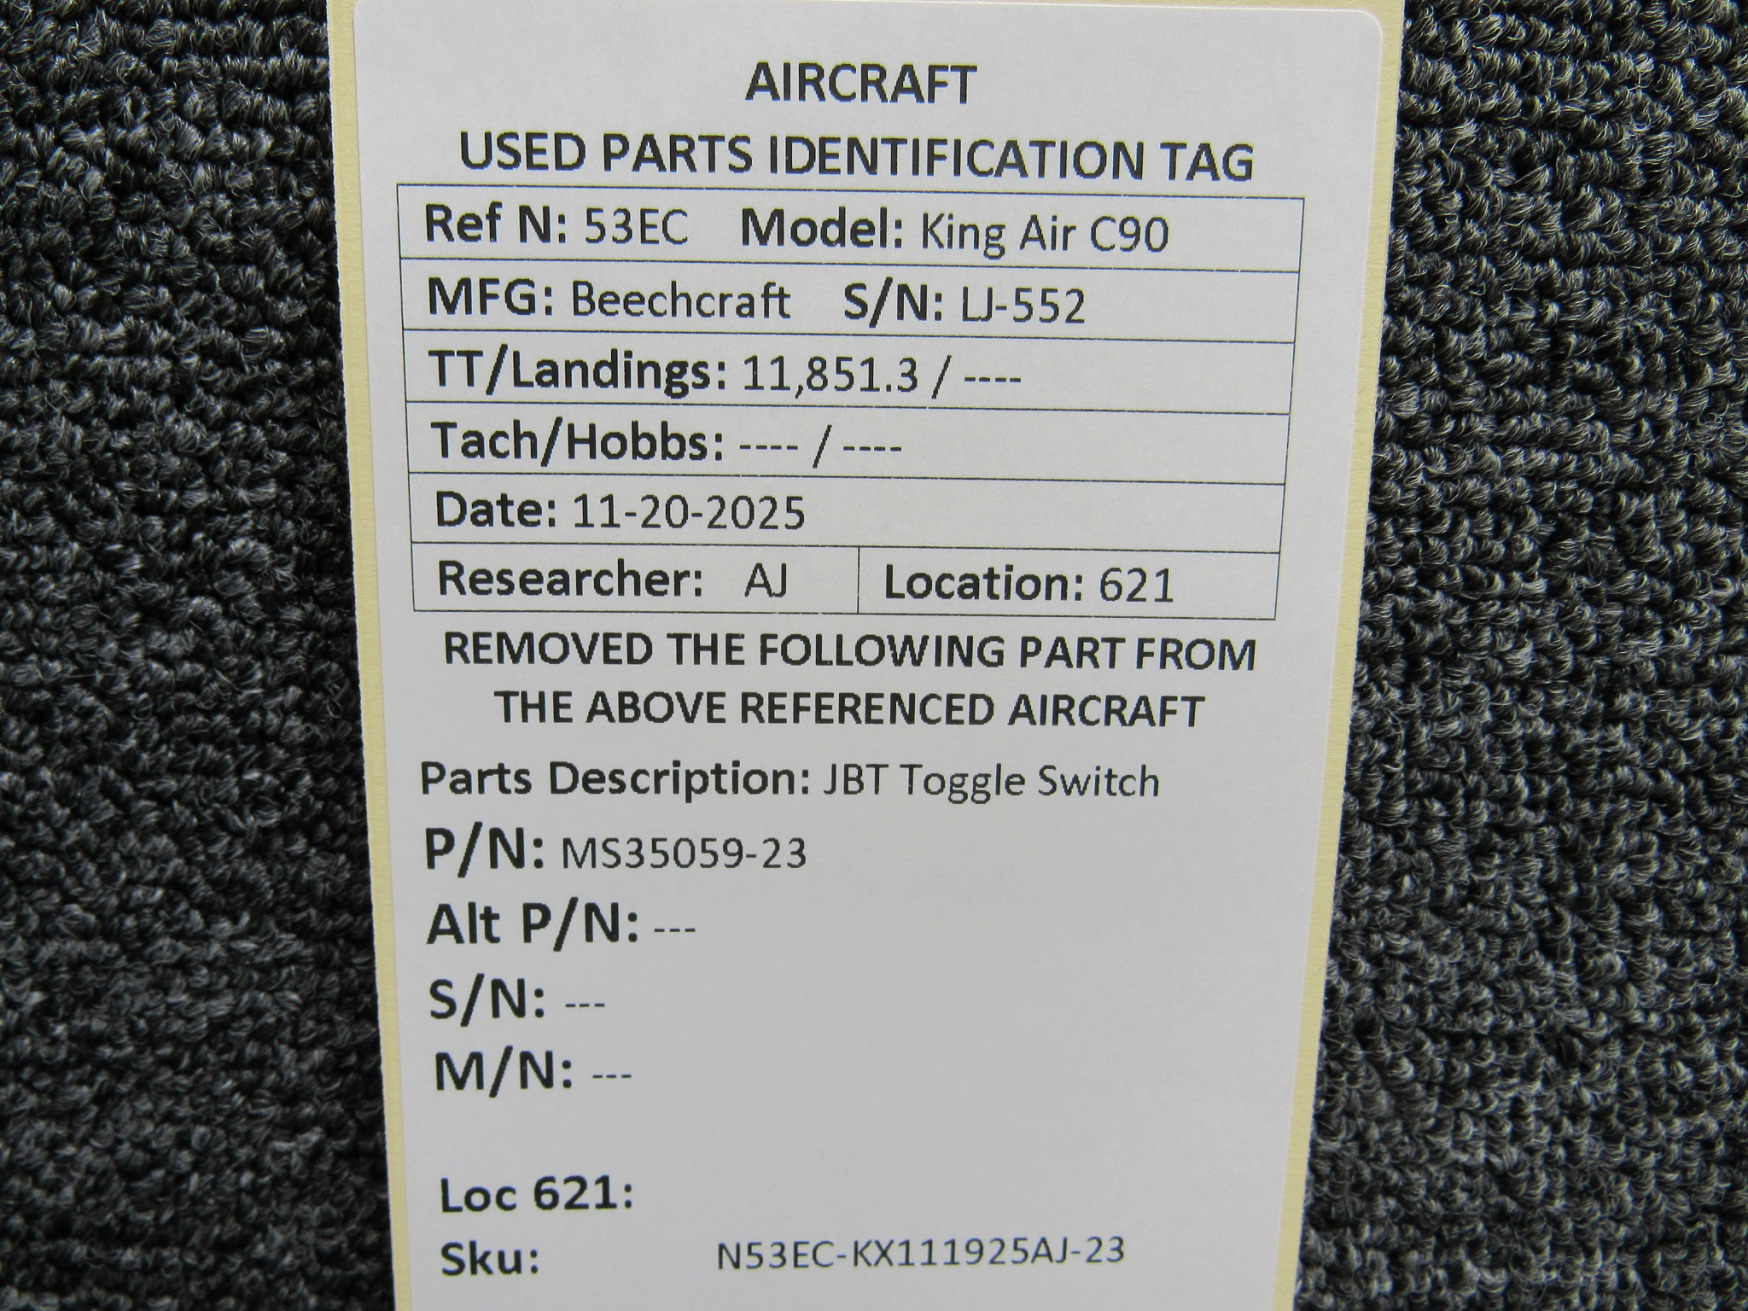 AIRCRAFT
USED PARTS IDENTIFICATION TAG
Ref N: 53EC Model: King Air C90
MFG: Beechcraft S/N: LJ-552
TT/Landings: 11,851.3 / ----
Tach/Hobbs: ---- / ----
Date: 11-20-2025
Researcher: AJ Location: 621
REMOVED THE FOLLOWING PART FROM
THE ABOVE REFERENCED AIRCRAFT
Parts Description: JBT Toggle Switch
P/N: MS35059-23
Alt P/N: ---
S/N: ---
M/N: ---
Loc 621:
Sku: N53EC-KX111925AJ-23